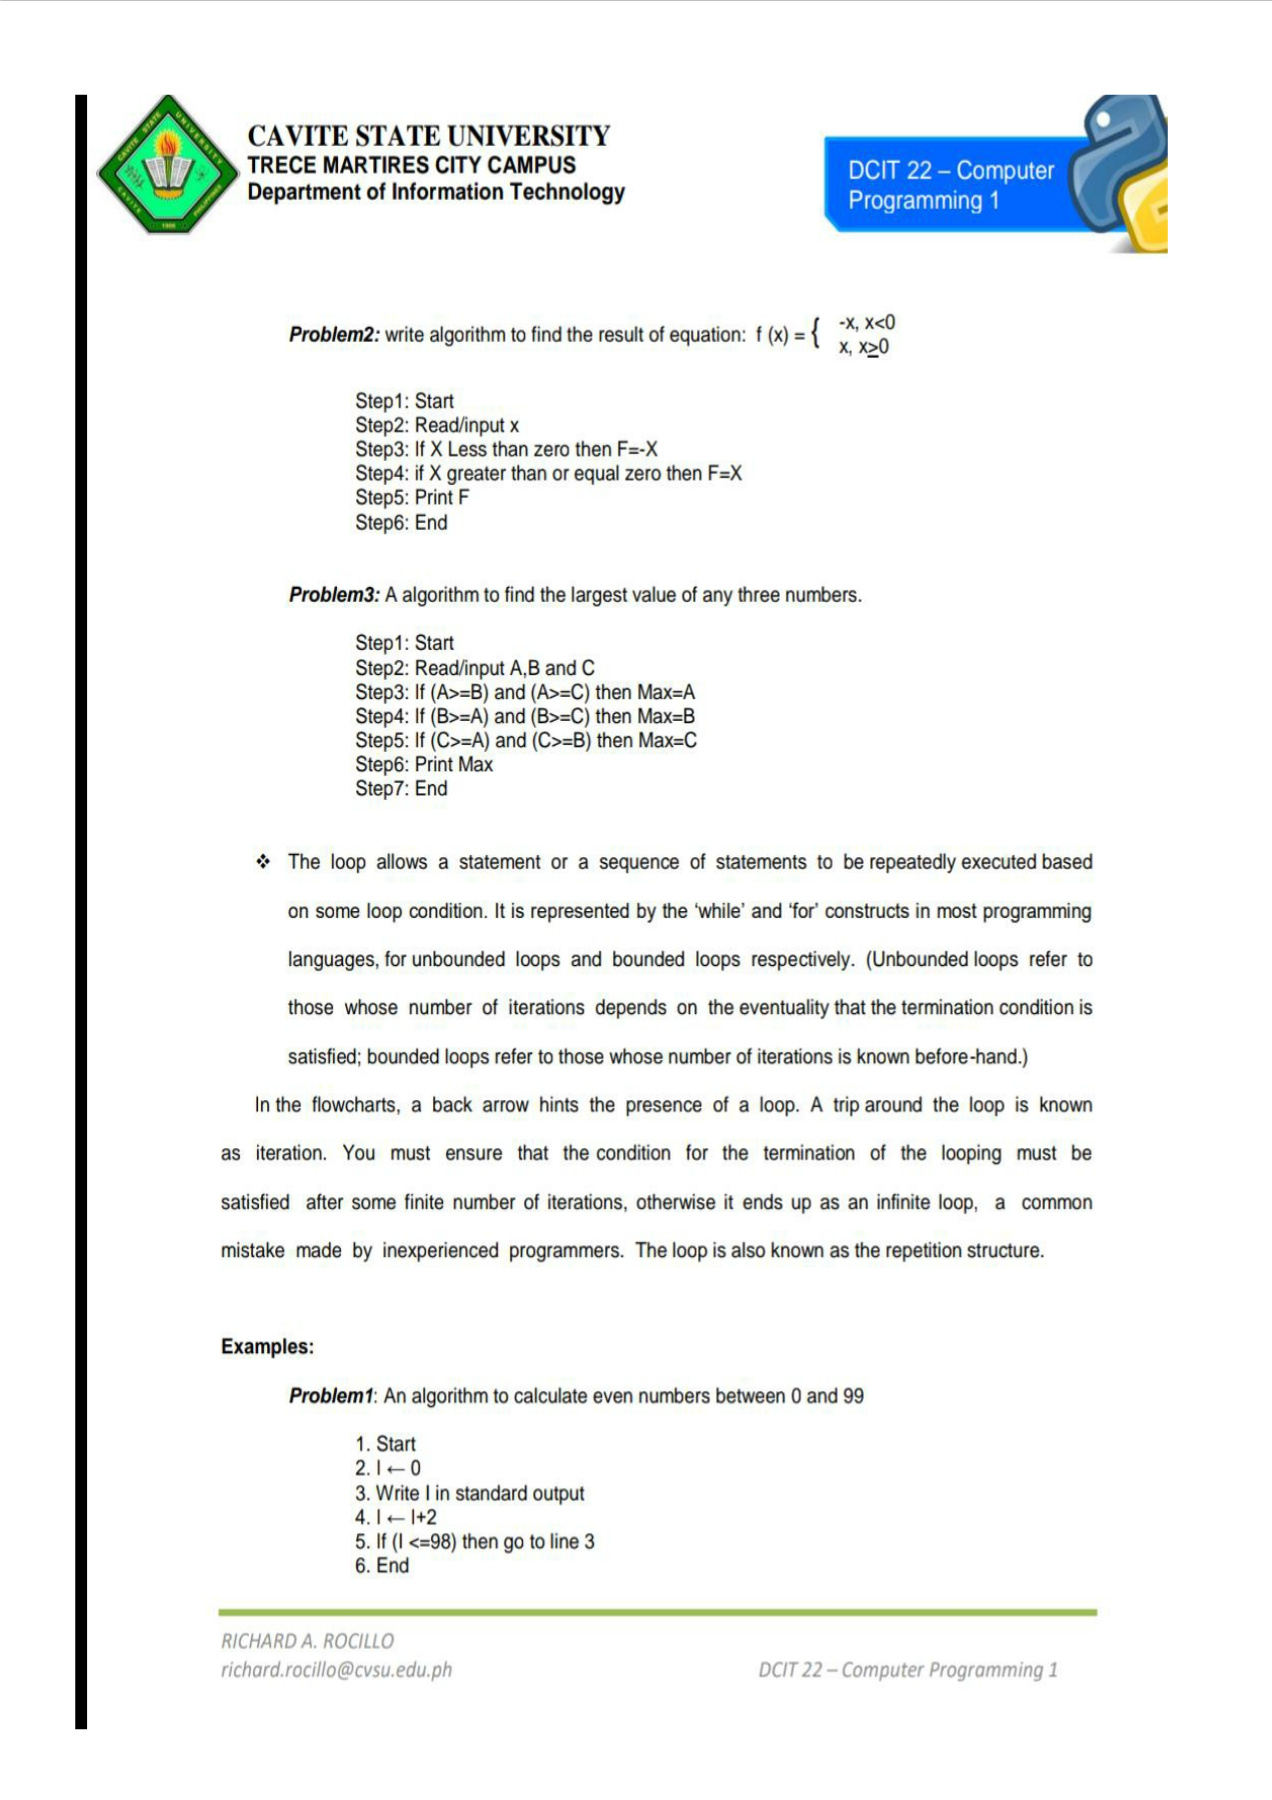 CAVITE STATE UNIVERSITY
TRECE MARTIRES CITY CAMPUS
Department of Information Technology
DCIT 22 – Computer
Programming 1
CAVITE STATE UNIVERSITY
CAVITE
PHILIPPINES
1906
Problem2: write algorithm to find the result of equation: f (x) = { -x, x<0
x, x≥0
Step1: Start
Step2: Read/input x
Step3: If X Less than zero then F=-X
Step4: if X greater than or equal zero then F=X
Step5: Print F
Step6: End
Problem3: A algorithm to find the largest value of any three numbers.
Step1: Start
Step2: Read/input A,B and C
Step3: If (A>=B) and (A>=C) then Max=A
Step4: If (B>=A) and (B>=C) then Max=B
Step5: If (C>=A) and (C>=B) then Max=C
Step6: Print Max
Step7: End
❖ The loop allows a statement or a sequence of statements to be repeatedly executed based
on some loop condition. It is represented by the ‘while’ and ‘for’ constructs in most programming
languages, for unbounded loops and bounded loops respectively. (Unbounded loops refer to
those whose number of iterations depends on the eventuality that the termination condition is
satisfied; bounded loops refer to those whose number of iterations is known before-hand.)
In the flowcharts, a back arrow hints the presence of a loop. A trip around the loop is known
as iteration. You must ensure that the condition for the termination of the looping must be
satisfied after some finite number of iterations, otherwise it ends up as an infinite loop, a common
mistake made by inexperienced programmers. The loop is also known as the repetition structure.
Examples:
Problem1: An algorithm to calculate even numbers between 0 and 99
1. Start
2. I ← 0
3. Write I in standard output
4. I ← I+2
5. If (I <=98) then go to line 3
6. End
RICHARD A. ROCILLO
richard.rocillo@cvsu.edu.ph
DCIT 22 – Computer Programming 1